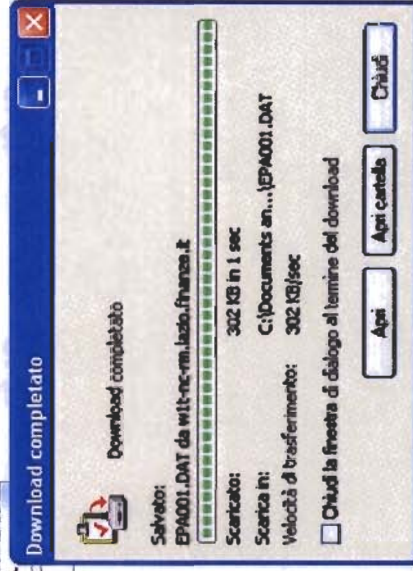 Download completato
Download completato
Salvato:
EPA001.DAT da wit-nc-rm.lazio.finanze.it
Scaricato: 302 KB in 1 sec
Scarica in: C:\Documents an...\EPA001.DAT
Velocità di trasferimento: 302 KB/sec
Chiudi la finestra di dialogo al termine del download
Apri Apri cartella Chiudi